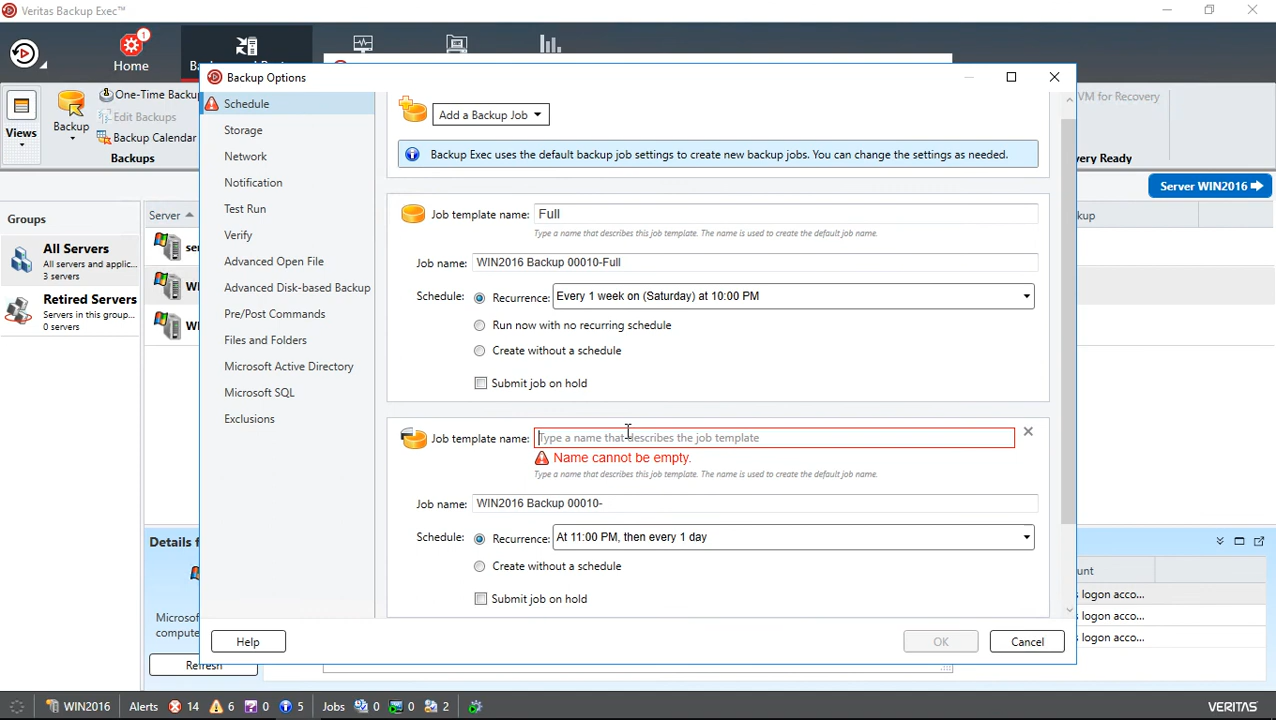 Veritas Backup Exec™
1
Home
Backup Options
One-Time Backu
Edit Backups
Backup Calendar
Views
Backup
Backups
VM for Recovery
very Ready
Server WIN2016
Groups
Server
kup
All Servers
All servers and applic...
3 servers
Retired Servers
Servers in this group...
0 servers
Schedule
Storage
Network
Notification
Test Run
Verify
Advanced Open File
Advanced Disk-based Backup
Pre/Post Commands
Files and Folders
Microsoft Active Directory
Microsoft SQL
Exclusions
Add a Backup Job
Backup Exec uses the default backup job settings to create new backup jobs. You can change the settings as needed.
Job template name: Full
Type a name that describes this job template. The name is used to create the default job name.
Job name: WIN2016 Backup 00010-Full
Schedule: Recurrence: Every 1 week on (Saturday) at 10:00 PM
Run now with no recurring schedule
Create without a schedule
Submit job on hold
Job template name: Type a name that describes the job template
Name cannot be empty.
Type a name that describes this job template. The name is used to create the default job name.
Job name: WIN2016 Backup 00010-
Schedule: Recurrence: At 11:00 PM, then every 1 day
Create without a schedule
Submit job on hold
Help
OK
Cancel
Details f
Microsof
compute
Refresh
unt
s logon acco...
s logon acco...
s logon acco...
WIN2016 Alerts 14 6 0 5 Jobs 0 0 2
VERITAS